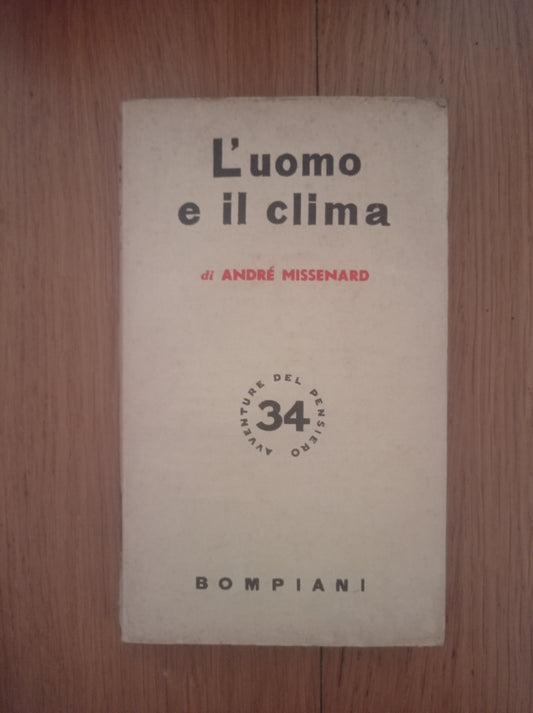 L'uomo
e il clima
di ANDRÉ MISSENARD
AVVENTURE DEL PENSIERO
34
BOMPIANI